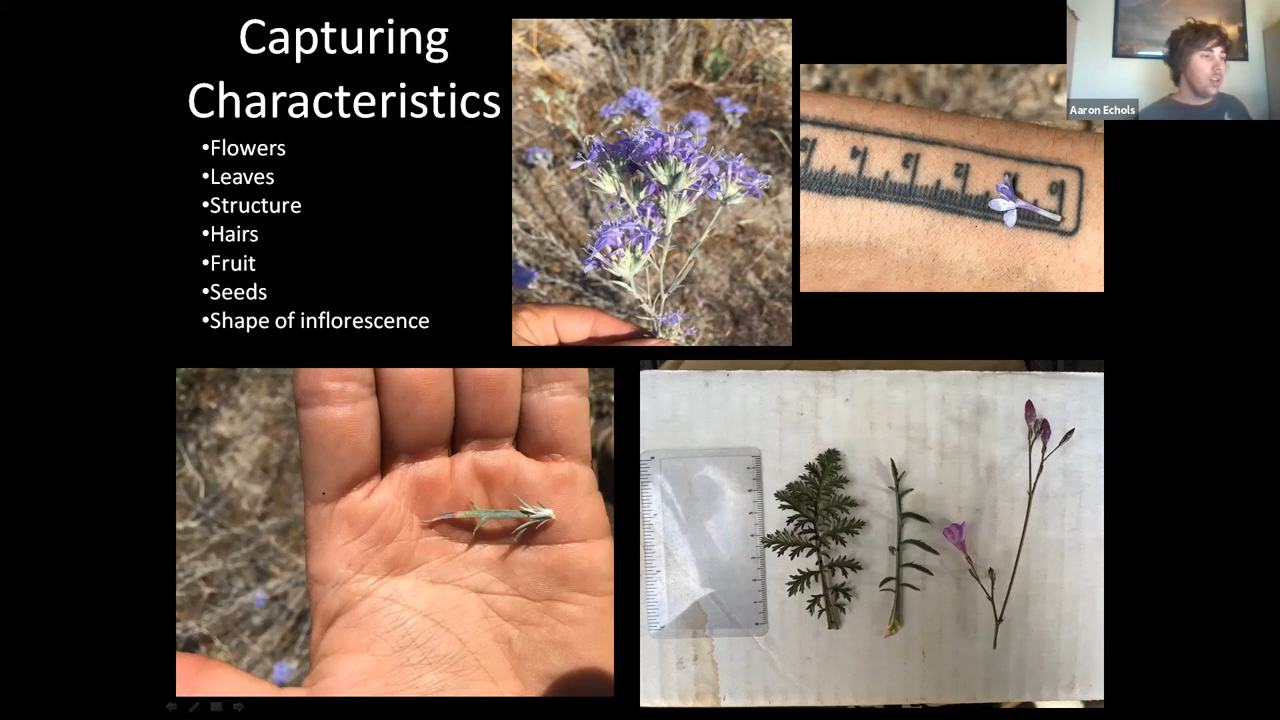 Capturing
Characteristics
•Flowers
•Leaves
•Structure
•Hairs
•Fruit
•Seeds
•Shape of inflorescence
Aaron Echols